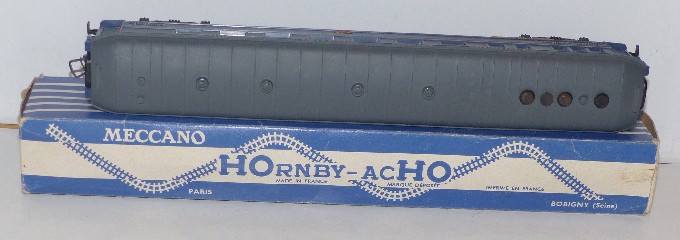 MECCANO
HORNBY-ACHO
MADE IN FRANCE MARQUE DÉPOSÉE IMPRIMÉ EN FRANCE
PARIS BOBIGNY (Seine)